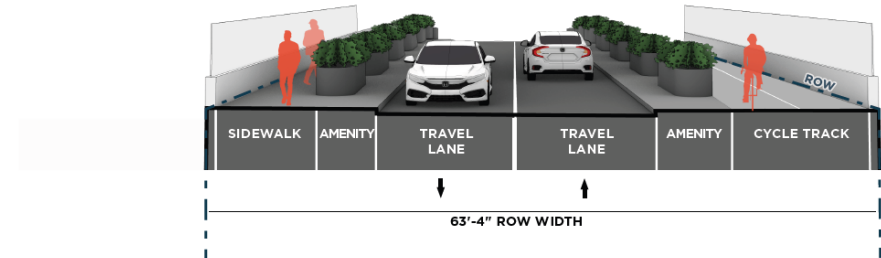 ROW
SIDEWALK
AMENITY
TRAVEL
LANE
TRAVEL
LANE
AMENITY
CYCLE TRACK
63'-4" ROW WIDTH